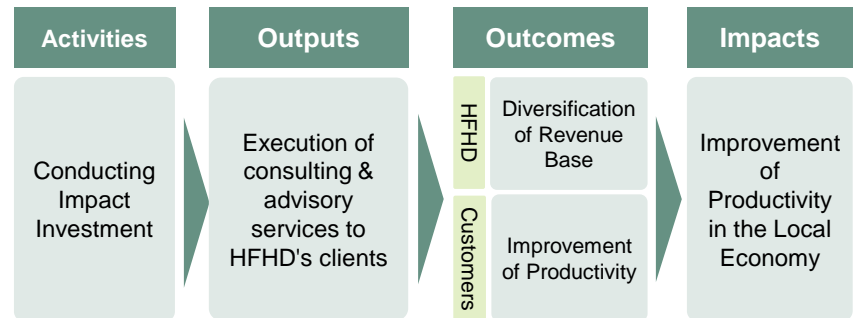 Activities
Outputs
Outcomes
Impacts
Conducting
Impact
Investment
Execution of
consulting &
advisory
services to
HFHD's clients
HFHD
Diversification
of Revenue
Base
Customers
Improvement
of Productivity
Improvement
of
Productivity
in the Local
Economy